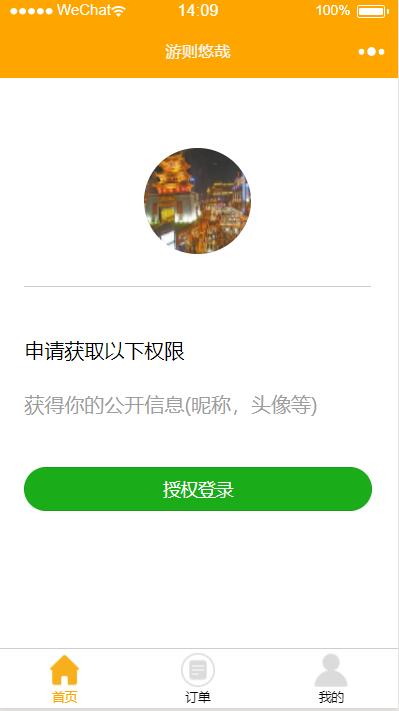 WeChat 14:09 100%
游则悠哉
申请获取以下权限
获得你的公开信息(昵称，头像等)
授权登录
首页 订单 我的